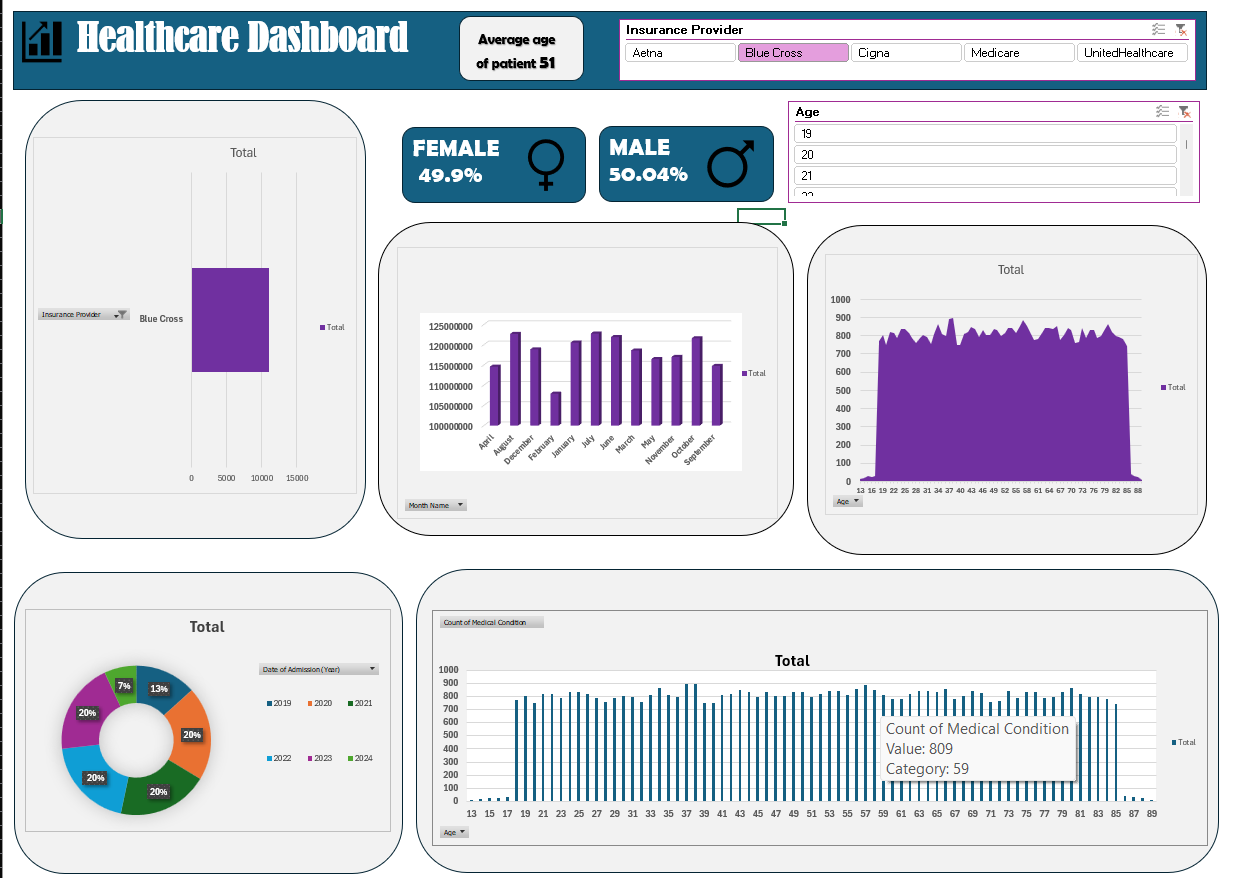 Healthcare Dashboard
Average age
of patient 51
Insurance Provider
Aetna
Blue Cross
Cigna
Medicare
UnitedHealthcare
FEMALE
49.9%
MALE
50.04%
Age
19
20
21
22
Total
Insurance Provider
Blue Cross
Total
0 5000 10000 15000
125000000
120000000
115000000
110000000
105000000
100000000
April August December February January July June March May November October September
Total
Month Name
Total
1000
900
800
700
600
500
400
300
200
100
0
13 16 19 22 25 28 31 34 37 40 43 46 49 52 55 58 61 64 67 70 73 76 79 82 85 88
Total
Age
Total
Date of Admission (Year)
7%
13%
20%
20%
20%
20%
2019 2020 2021
2022 2023 2024
Count of Medical Condition
Total
1000
900
800
700
600
500
400
300
200
100
0
13 15 17 19 21 23 25 27 29 31 33 35 37 39 41 43 45 47 49 51 53 55 57 59 61 63 65 67 69 71 73 75 77 79 81 83 85 87 89
Count of Medical Condition
Value: 809
Category: 59
Total
Age